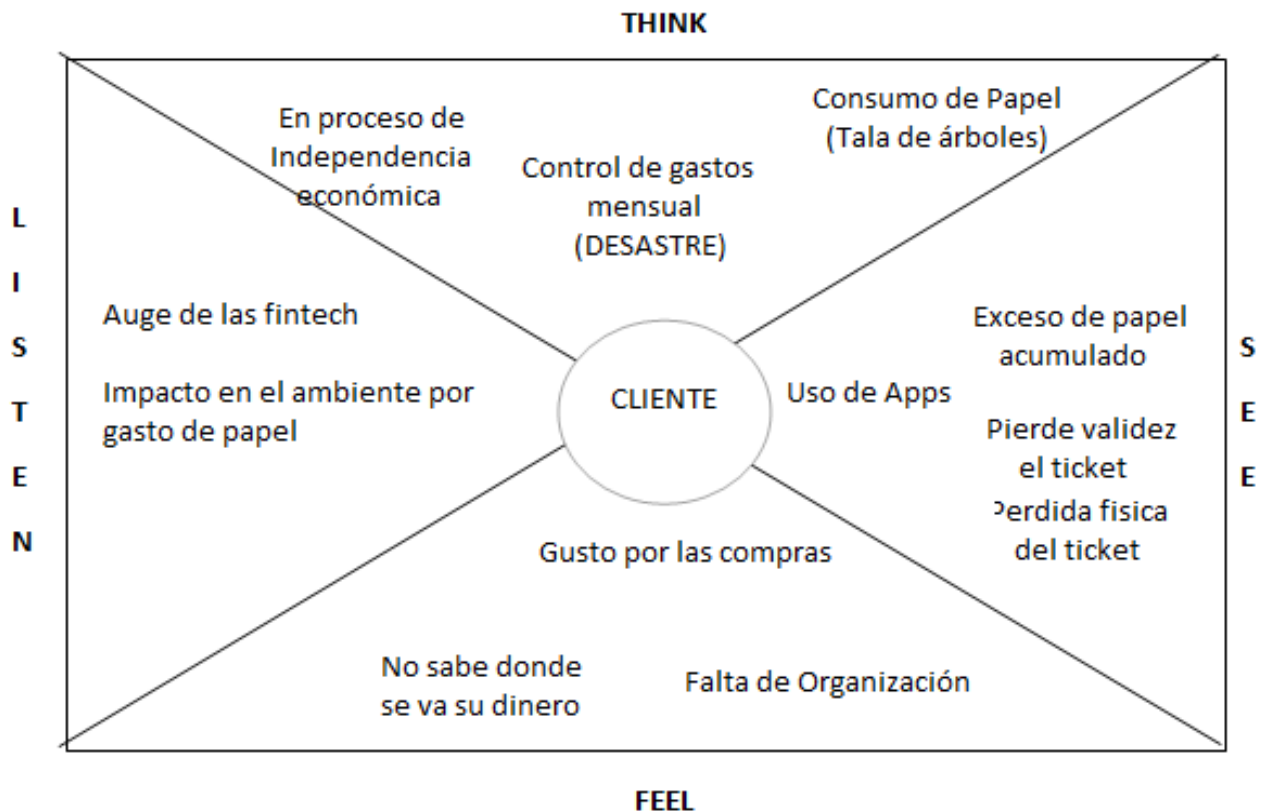 THINK
En proceso de
Independencia
económica
Control de gastos
mensual
(DESASTRE)
Consumo de Papel
(Tala de árboles)
L
I
S
T
E
N
Auge de las fintech
Impacto en el ambiente por
gasto de papel
CLIENTE
Uso de Apps
Exceso de papel
acumulado
Pierde validez
el ticket
Perdida fisica
del ticket
S
E
E
Gusto por las compras
No sabe donde
se va su dinero
Falta de Organización
FEEL